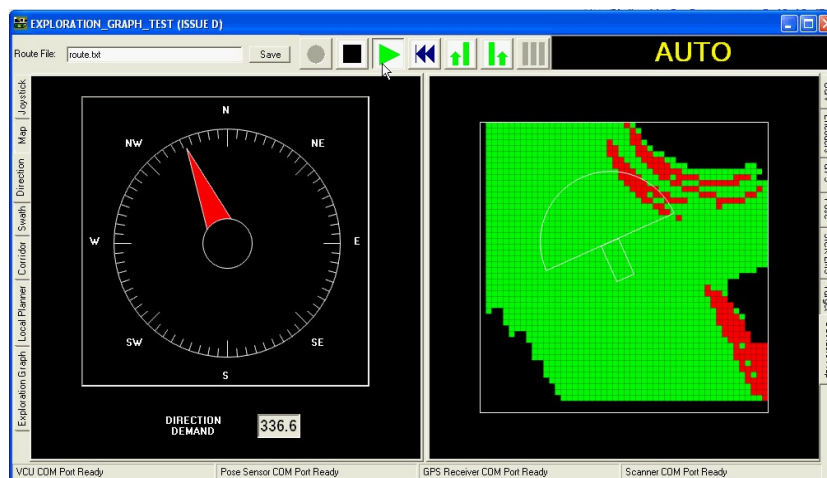 EXPLORATION_GRAPH_TEST (ISSUE D)
Route File: route.txt Save AUTO
Joystick
Map
Direction
Swath
Corridor
Local Planner
Exploration Graph
N
NW NE
W E
SW SE
S
DIRECTION
DEMAND
336.6
VCU COM Port Ready Pose Sensor COM Port Ready GPS Receiver COM Port Ready Scanner COM Port Ready